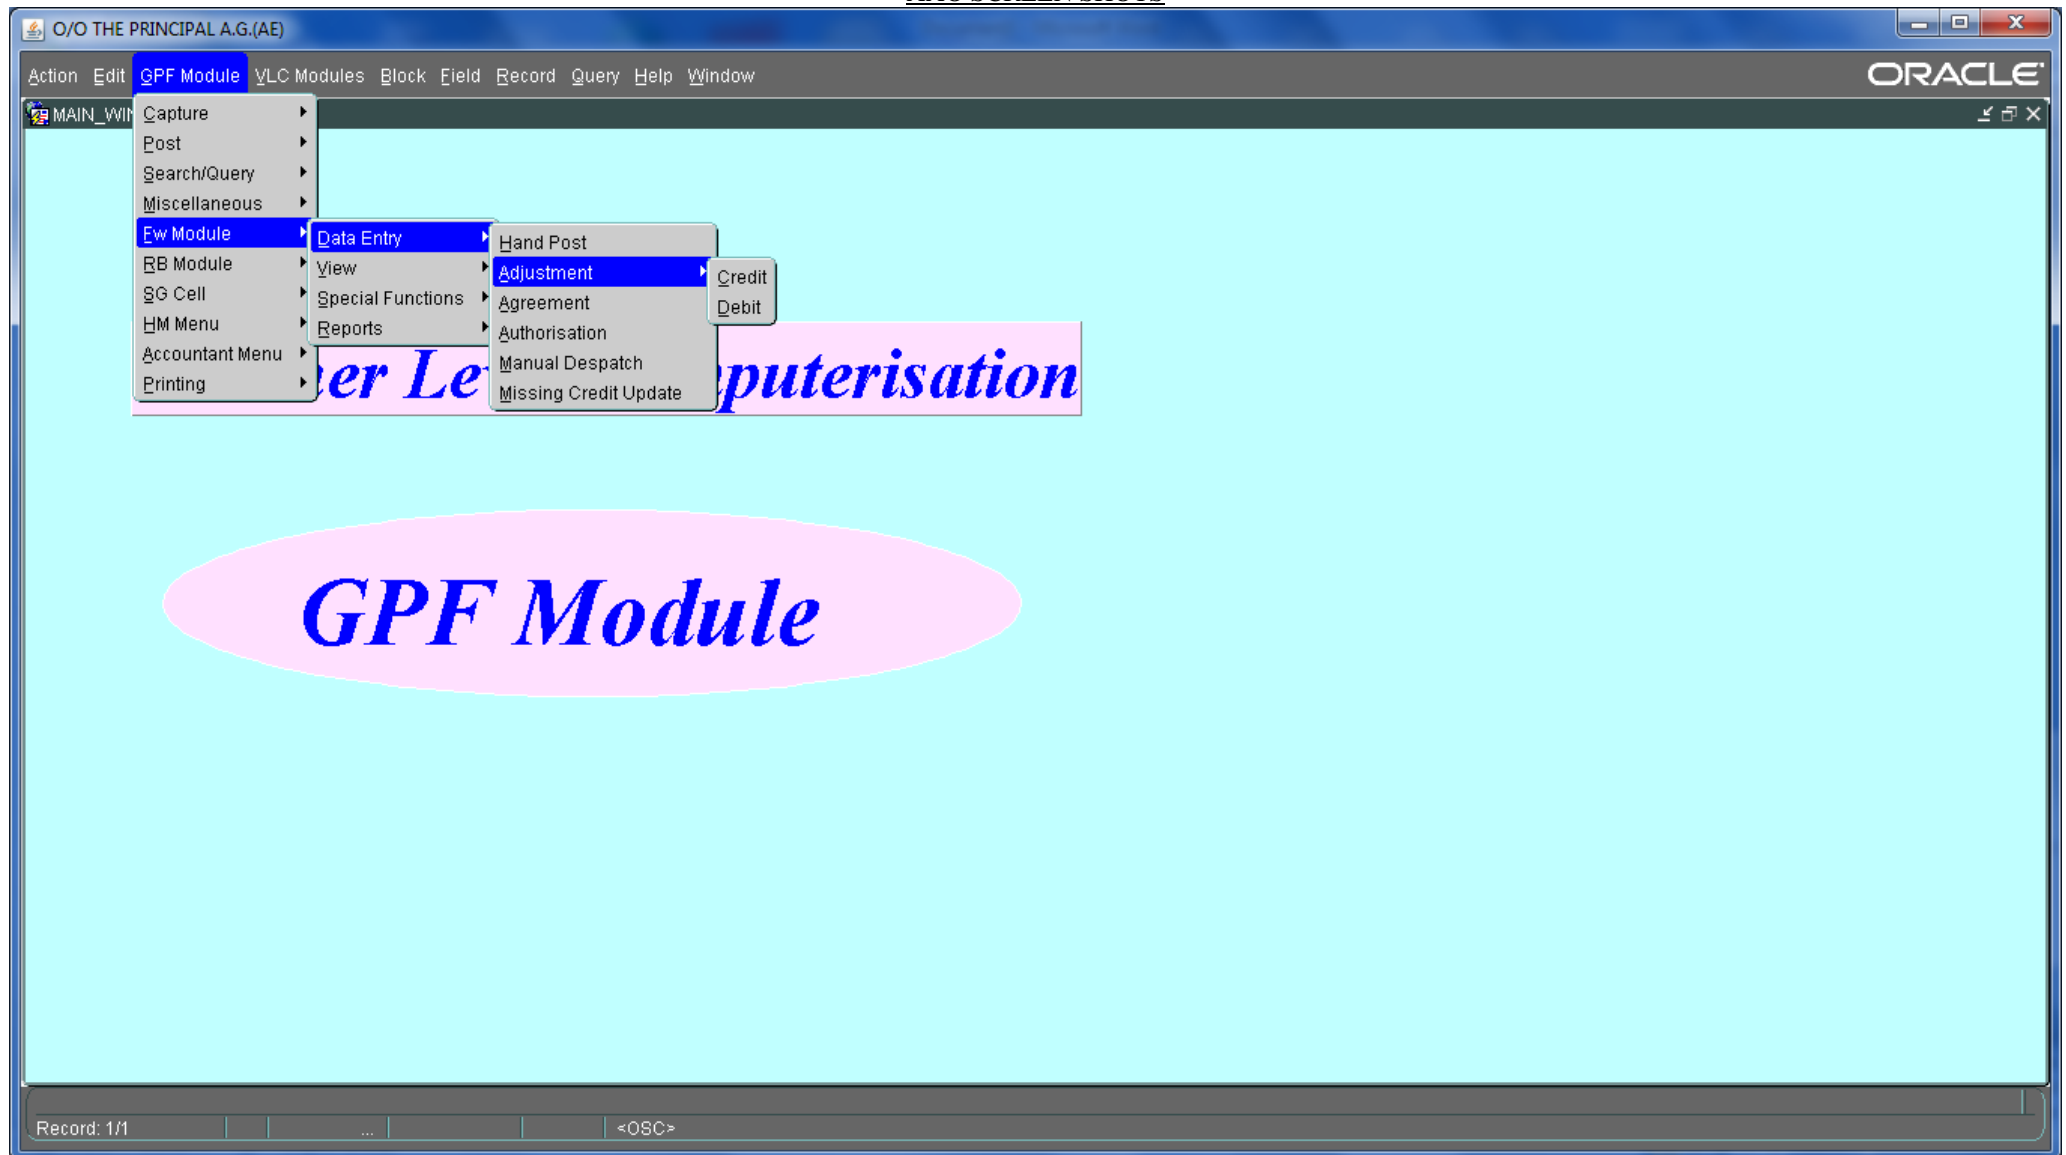 O/O THE PRINCIPAL A.G.(AE)
Action Edit GPF Module VLC Modules Block Field Record Query Help Window
ORACLE
MAIN_WIN
Capture
Post
Search/Query
Miscellaneous
Fw Module
RB Module
SG Cell
HM Menu
Accountant Menu
Printing
Data Entry
View
Special Functions
Reports
Hand Post
Adjustment
Agreement
Authorisation
Manual Despatch
Missing Credit Update
Credit
Debit
er Le puterisation
GPF Module
Record: 1/1 ... <OSC>